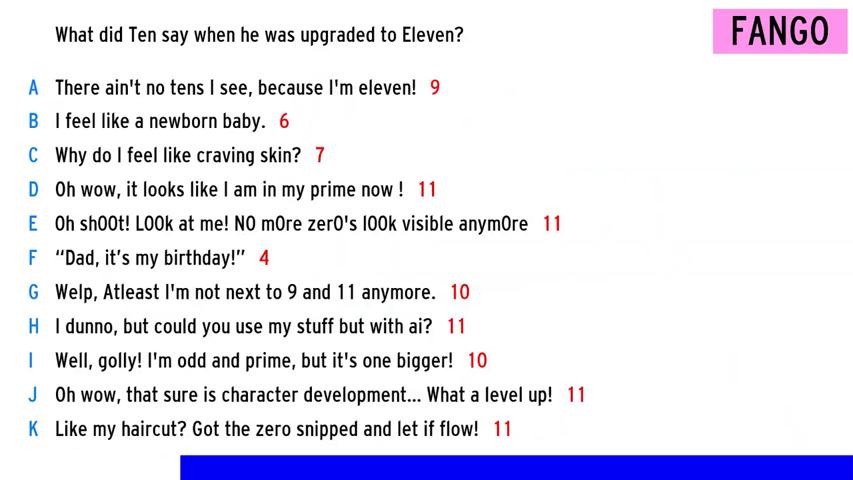 What did Ten say when he was upgraded to Eleven?
FANGO
A There ain't no tens I see, because I'm eleven! 9
B I feel like a newborn baby. 6
C Why do I feel like craving skin? 7
D Oh wow, it looks like I am in my prime now ! 11
E Oh sh00t! L00k at me! N0 m0re zer0's l00k visible anym0re 11
F “Dad, it’s my birthday!” 4
G Welp, Atleast I'm not next to 9 and 11 anymore. 10
H I dunno, but could you use my stuff but with ai? 11
I Well, golly! I'm odd and prime, but it's one bigger! 10
J Oh wow, that sure is character development... What a level up! 11
K Like my haircut? Got the zero snipped and let if flow! 11